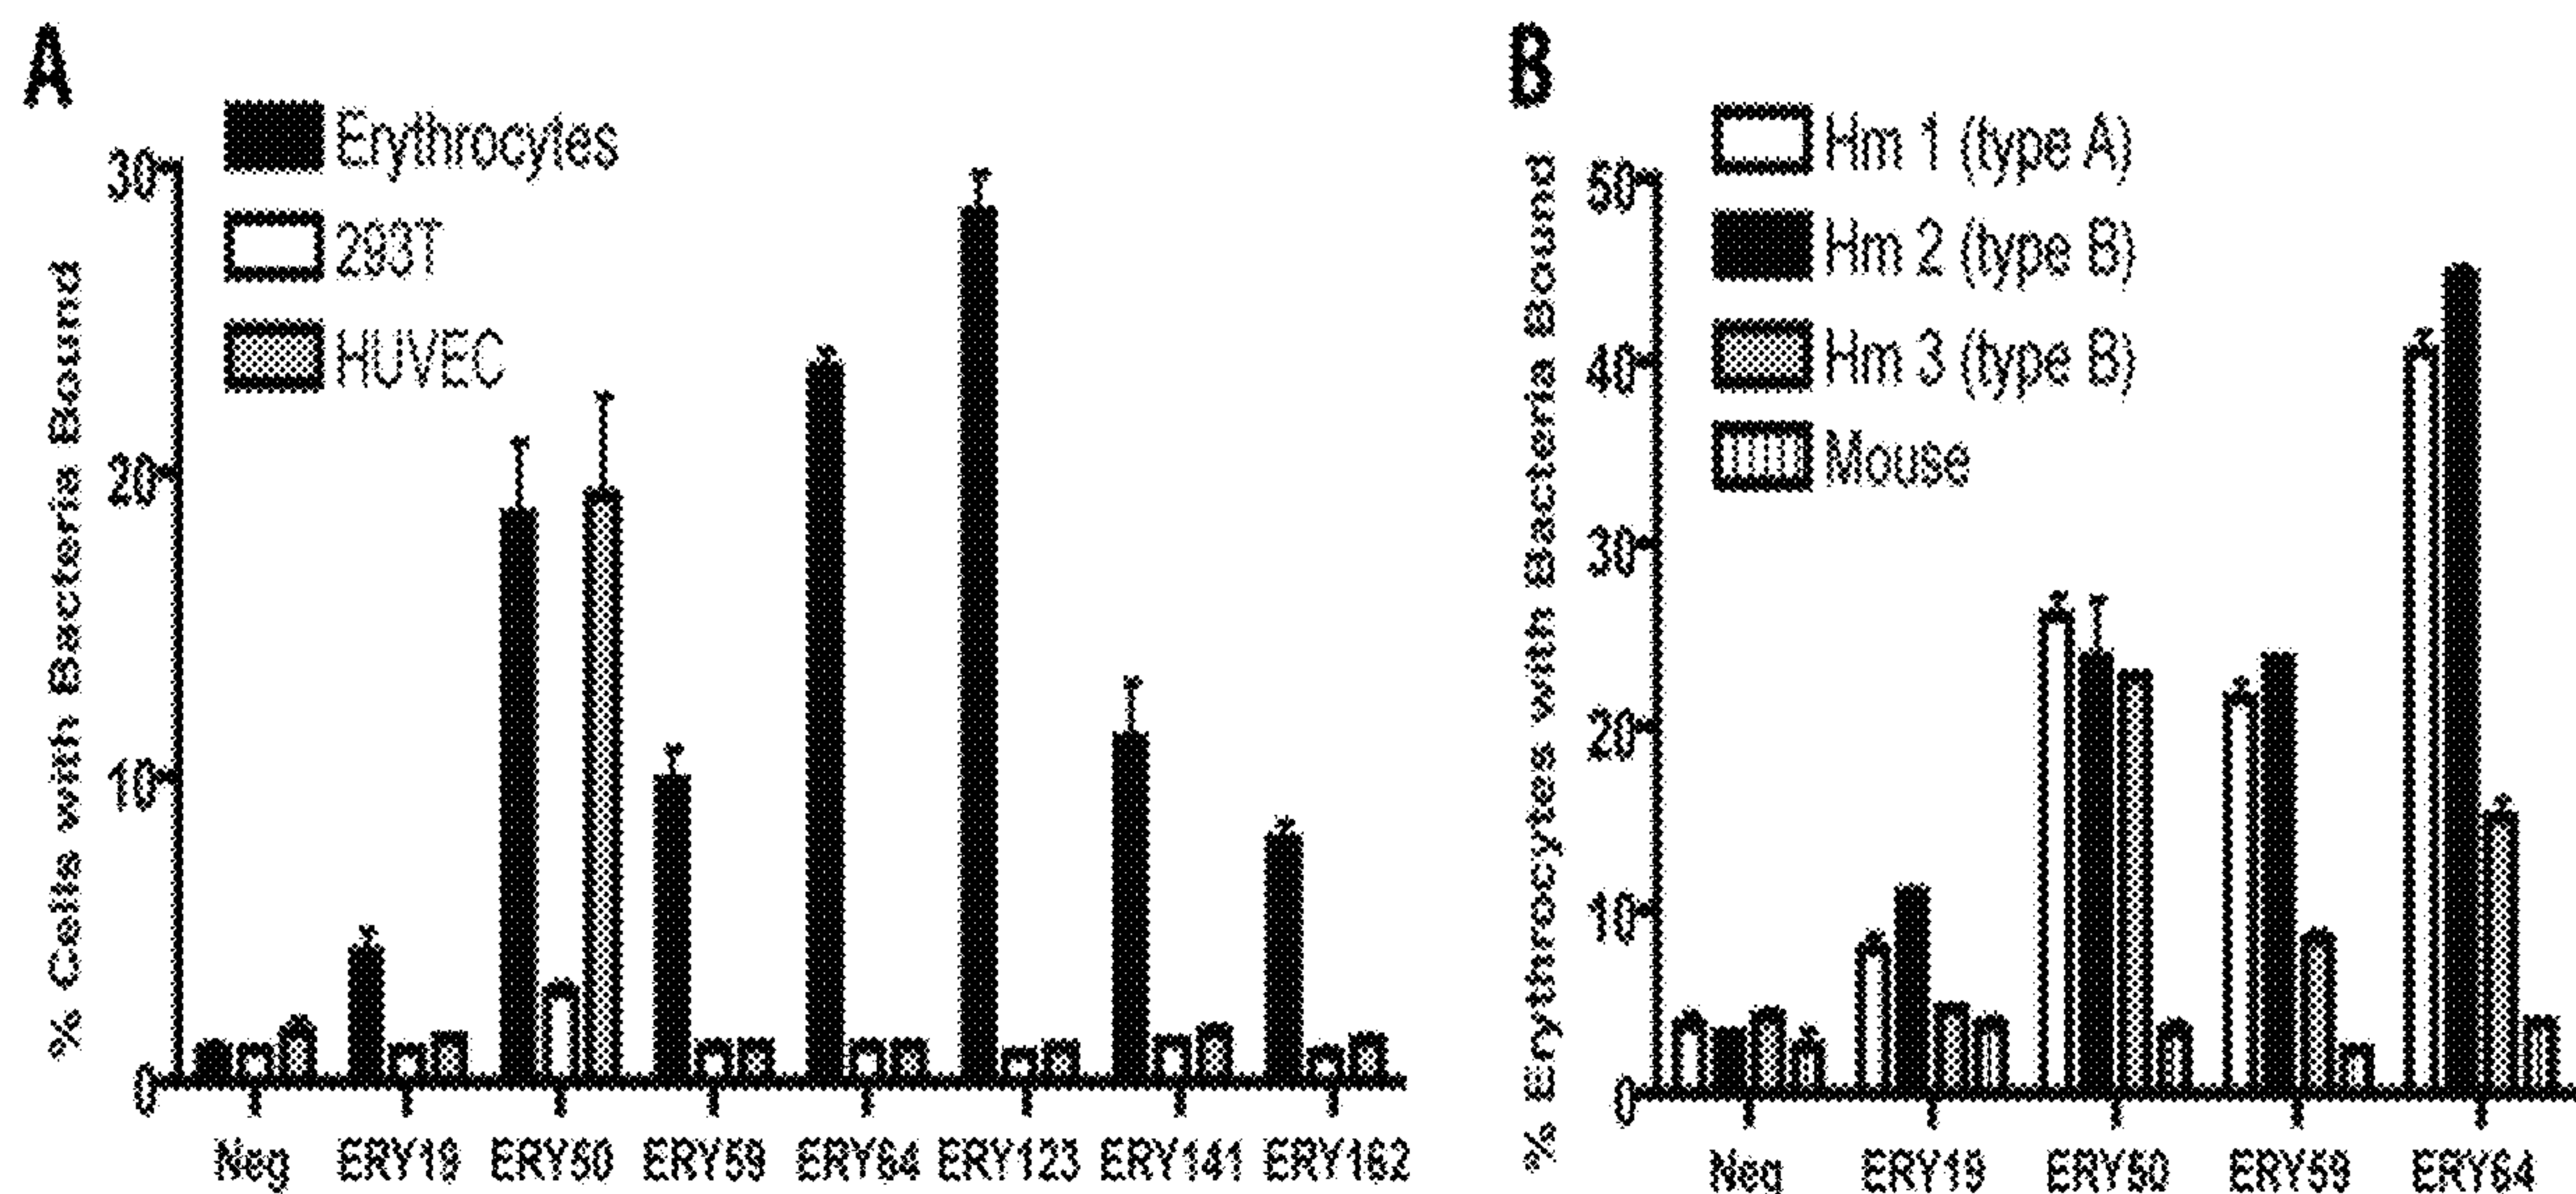 A
Erythrocytes
293T
HUVEC
% Cells with Bacteria Bound
30
20
10
0
Neg ERY19 ERY50 ERY59 ERY64 ERY123 ERY141 ERY162
B
Hm 1 (type A)
Hm 2 (type B)
Hm 3 (type B)
Mouse
% Erythrocytes with Bacteria Bound
50
40
30
20
10
0
Neg ERY19 ERY50 ERY59 ERY64